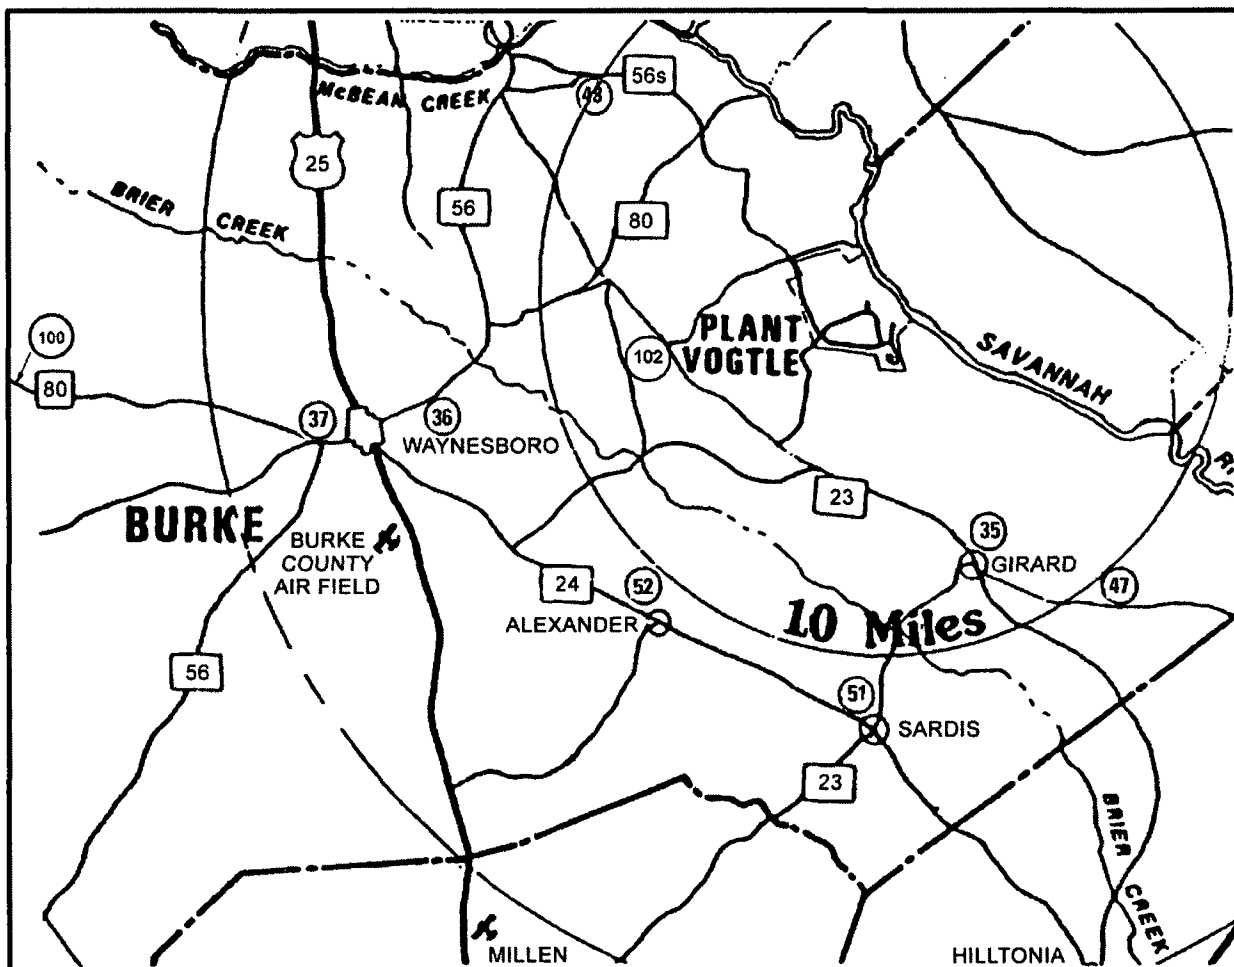 56s
43
McBEAN CREEK
25
BRIER CREEK
56
80
100
80
PLANT
VOGTLE
102
SAVANNAH
37
36
WAYNESBORO
BURKE
23
BURKE
COUNTY
AIR FIELD
35
GIRARD
24
52
47
ALEXANDER
10 Miles
56
51
SARDIS
23
BRIER CREEK
MILLEN
HILLTONIA